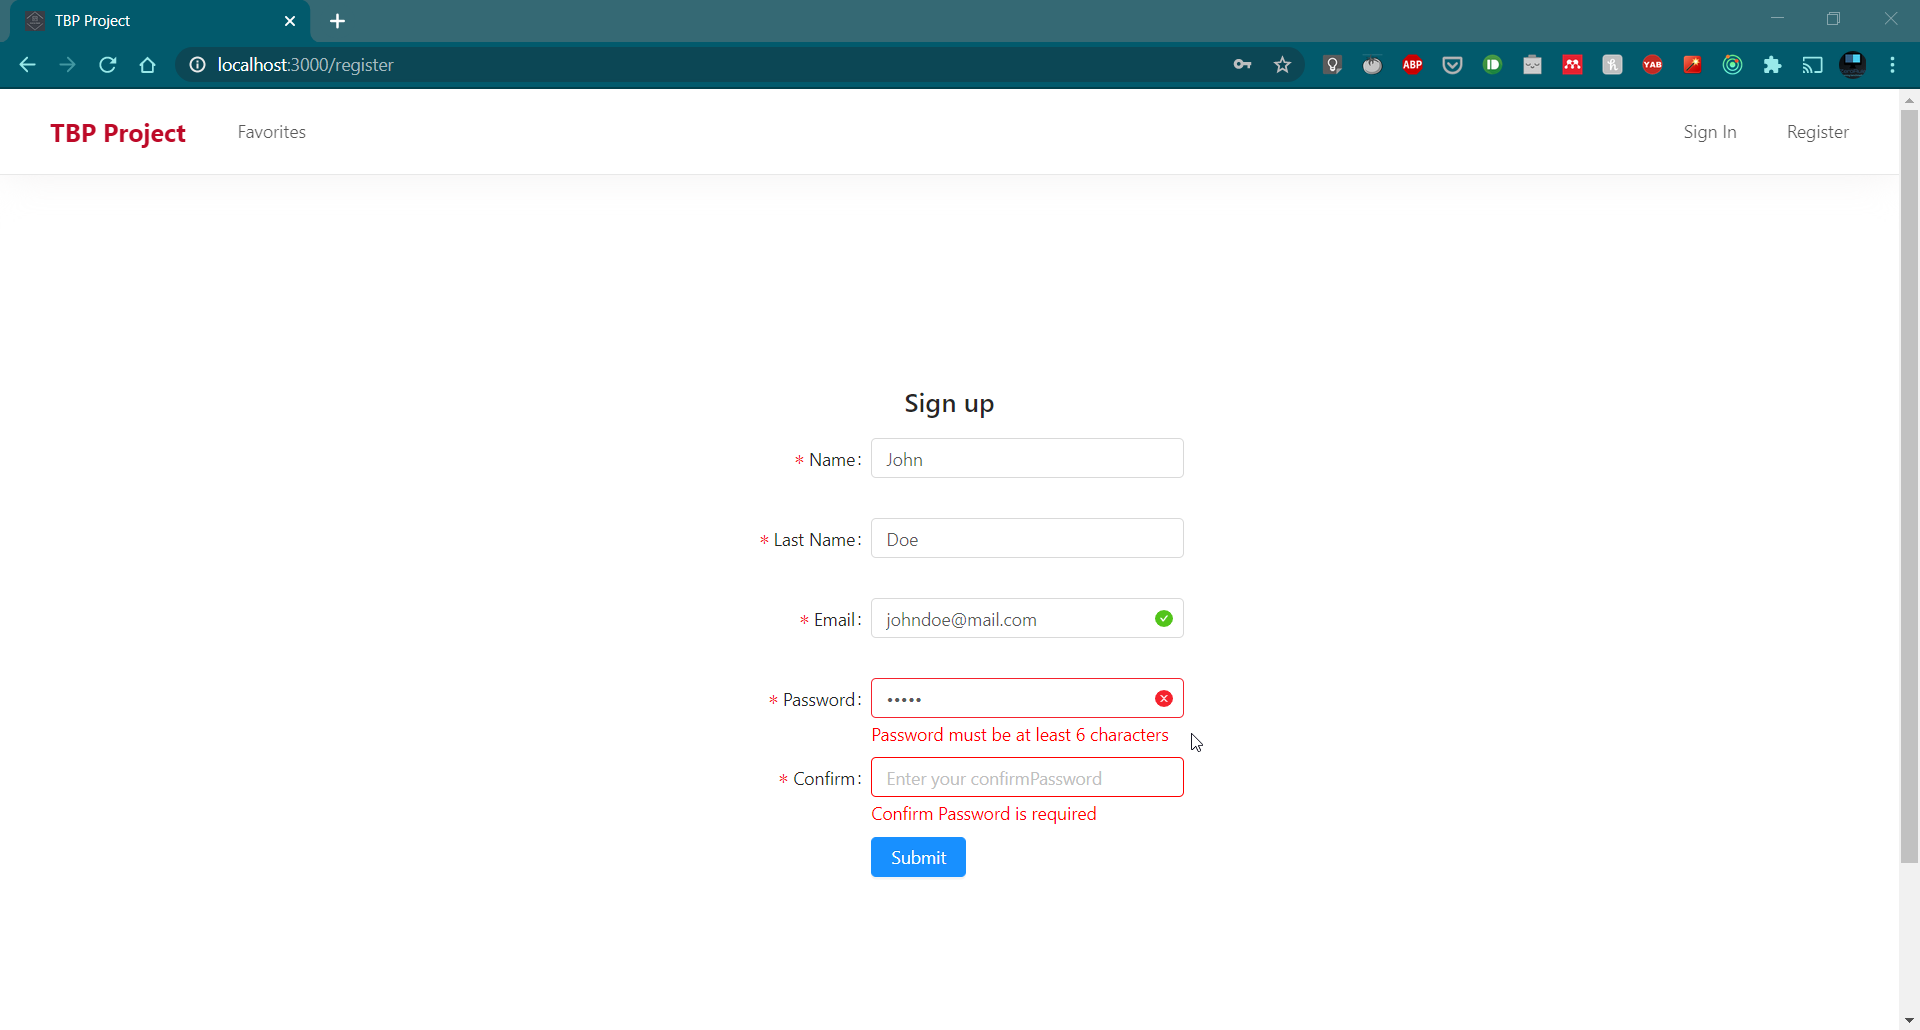 TBP Project
localhost:3000/register
ABP
YAB
TBP Project Favorites Sign In Register
Sign up
* Name: John
* Last Name: Doe
* Email: johndoe@mail.com
* Password: •••••
Password must be at least 6 characters
* Confirm: Enter your confirmPassword
Confirm Password is required
Submit